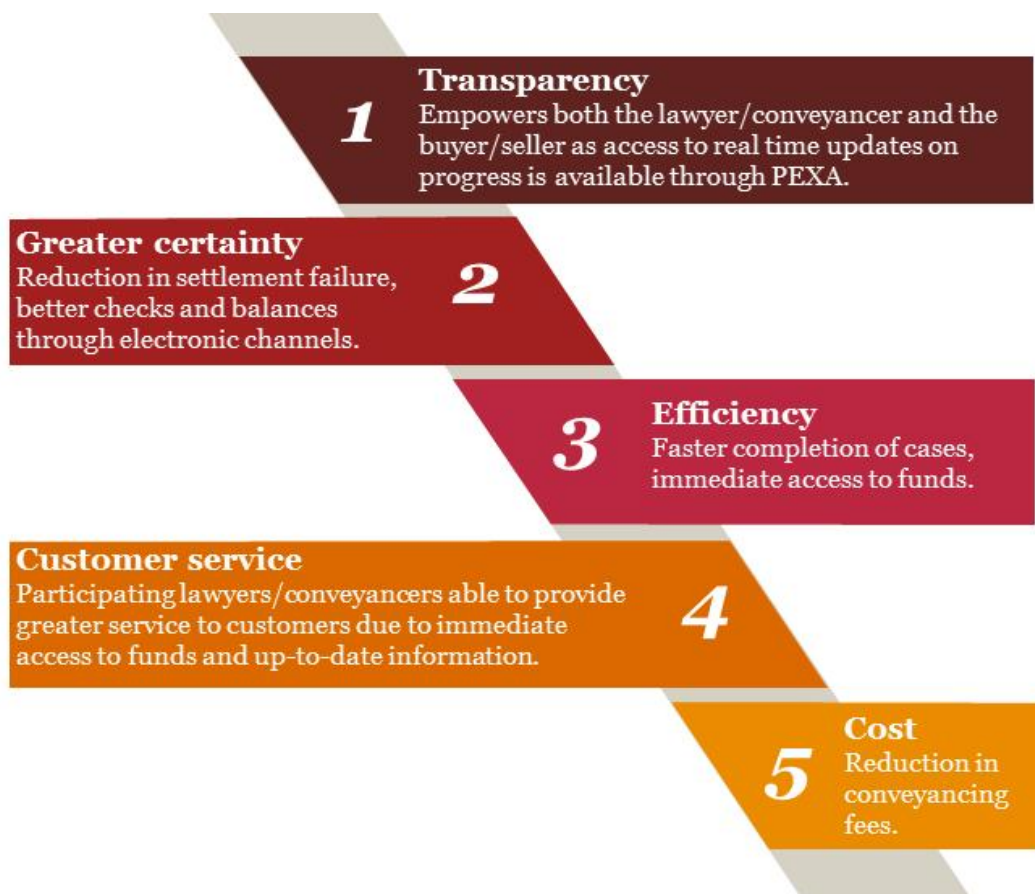 1
Transparency
Empowers both the lawyer/conveyancer and the
buyer/seller as access to real time updates on
progress is available through PEXA.
Greater certainty
Reduction in settlement failure,
better checks and balances
through electronic channels.
2
3
Efficiency
Faster completion of cases,
immediate access to funds.
Customer service
Participating lawyers/conveyancers able to provide
greater service to customers due to immediate
access to funds and up-to-date information.
4
5
Cost
Reduction in
conveyancing
fees.